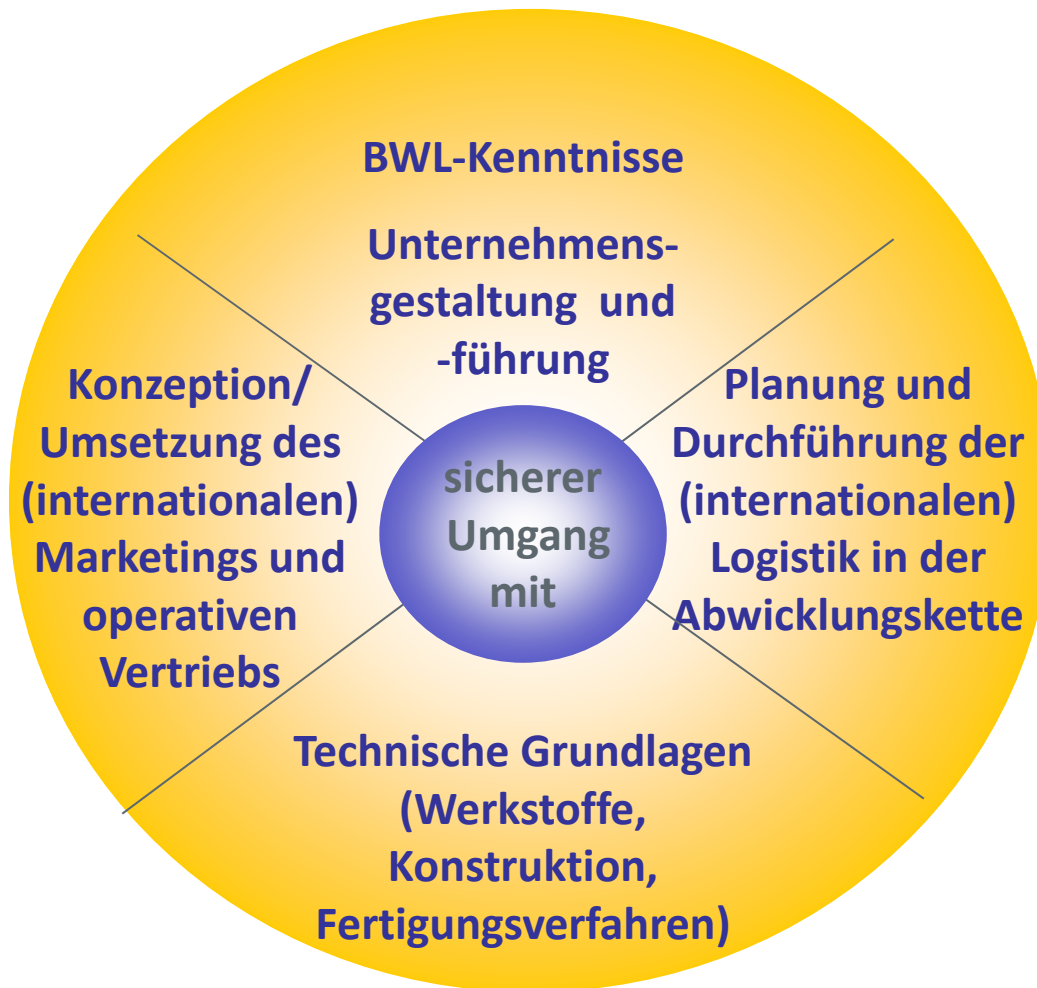 BWL-Kenntnisse
Unternehmens-
gestaltung und
-führung
Konzeption/
Umsetzung des
(internationalen)
Marketings und
operativen
Vertriebs
sicherer
Umgang
mit
Planung und
Durchführung der
(internationalen)
Logistik in der
Abwicklungskette
Technische Grundlagen
(Werkstoffe,
Konstruktion,
Fertigungsverfahren)